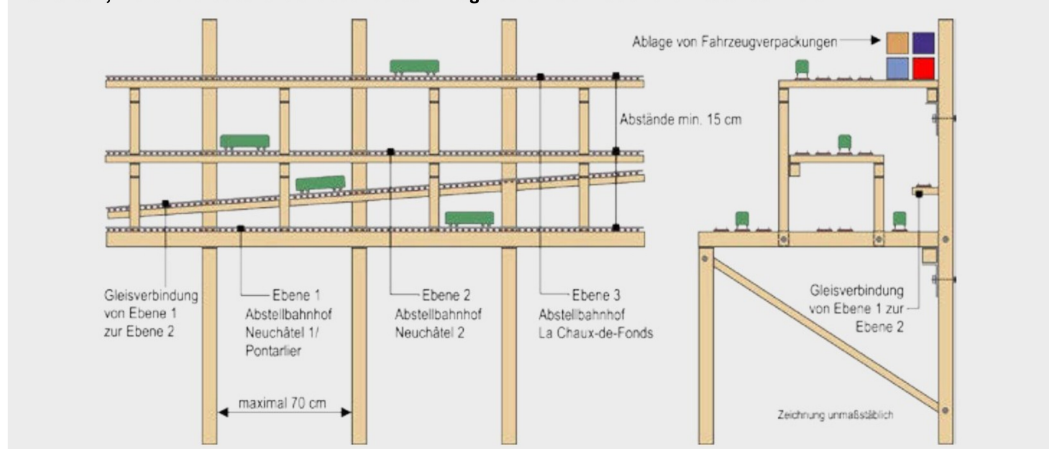 Ablage von Fahrzeugverpackungen
Abstände min. 15 cm
Gleisverbindung
von Ebene 1
zur Ebene 2
Ebene 1
Abstellbahnhof
Neuchâtel 1/
Pontarlier
Ebene 2
Abstellbahnhof
Neuchâtel 2
Ebene 3
Abstellbahnhof
La Chaux-de-Fonds
Gleisverbindung
von Ebene 1 zur
Ebene 2
maximal 70 cm
Zeichnung unmaßstäblich